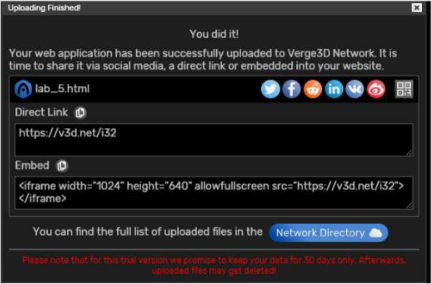 Uploading Finished!
You did it!
Your web application has been successfully uploaded to Verge3D Network. It is
time to share it via social media, a direct link or embedded into your website.
lab_5.html
Direct Link
https://v3d.net/i32
Embed
<iframe width="1024" height="640" allowfullscreen src="https://v3d.net/i32">
</iframe>
You can find the full list of uploaded files in the Network Directory
Please note that for this trial version we promise to keep your data for 30 days only. Afterwards,
uploaded files may get deleted!